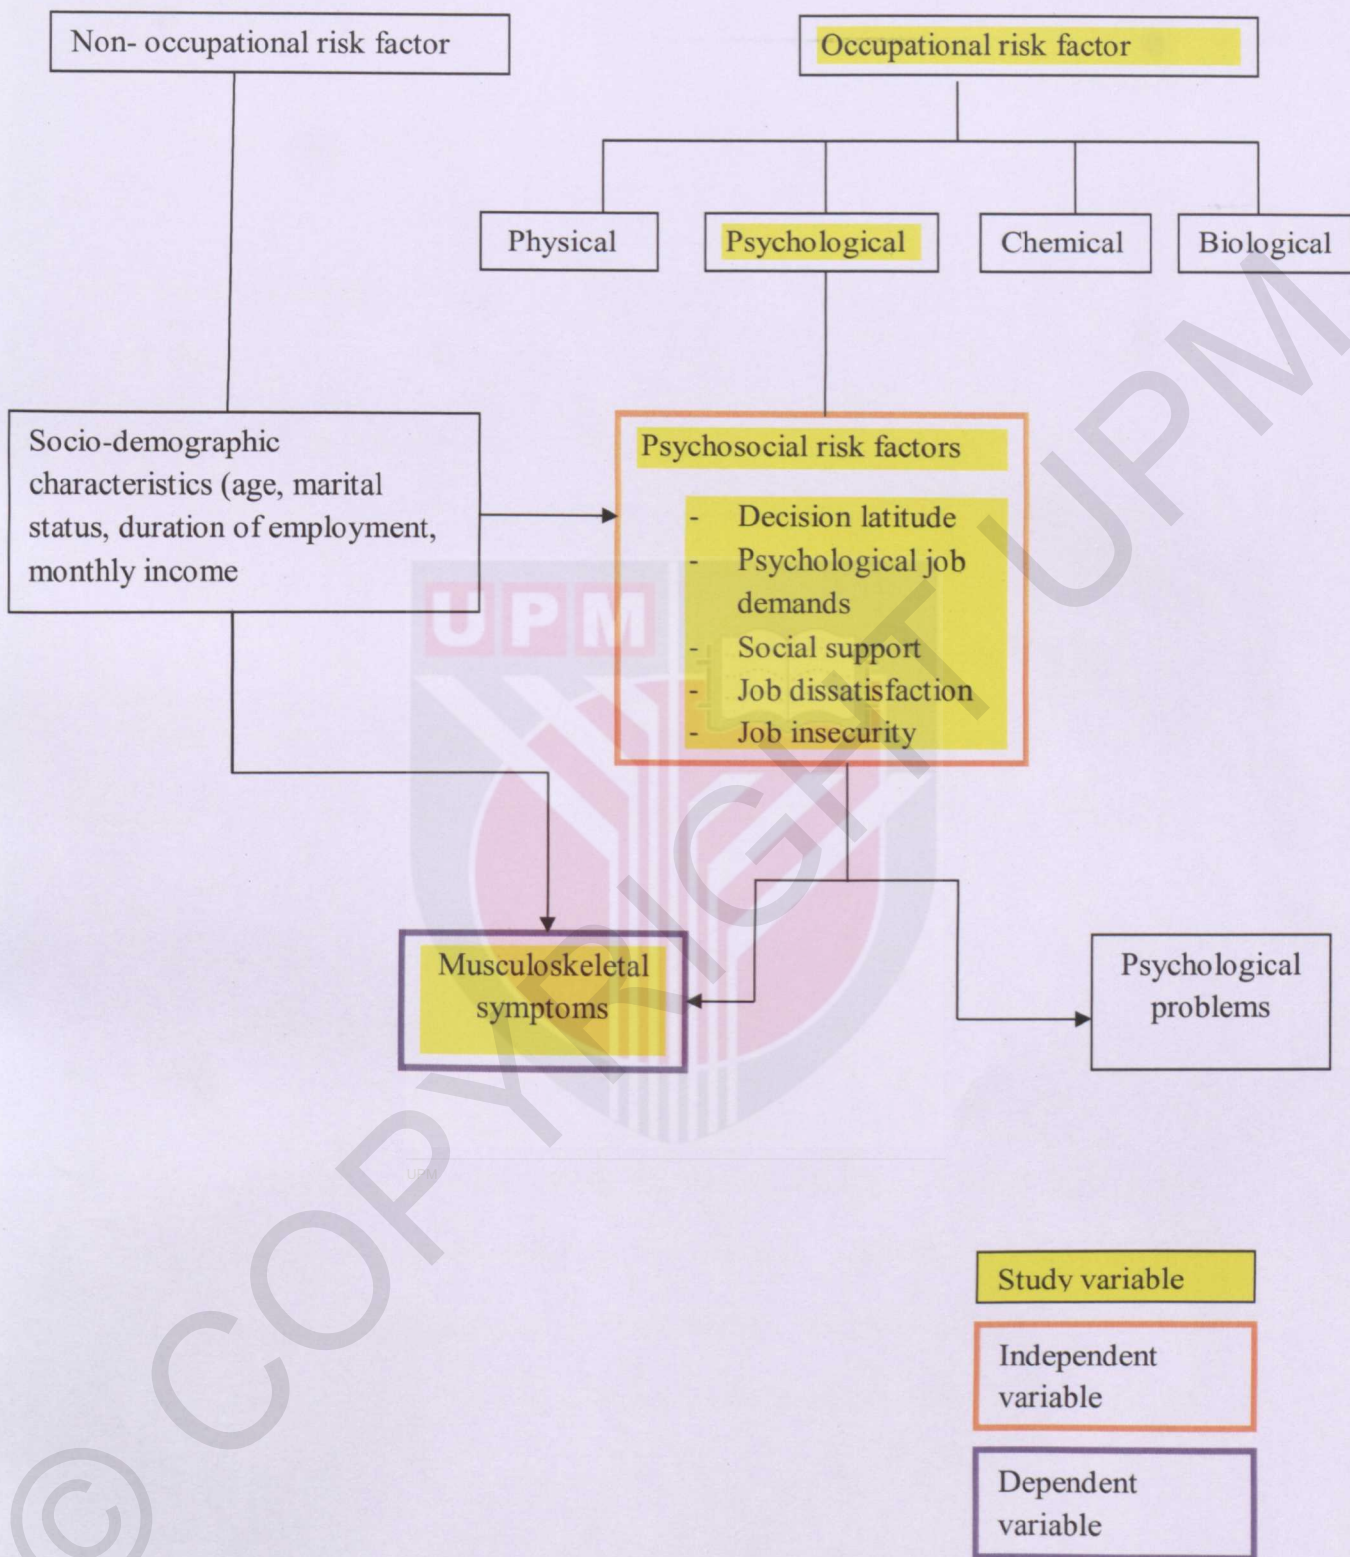 Non- occupational risk factor
Occupational risk factor
Physical
Psychological
Chemical
Biological
Socio-demographic
characteristics (age, marital
status, duration of employment,
monthly income
Psychosocial risk factors
- Decision latitude
- Psychological job
demands
- Social support
- Job dissatisfaction
- Job insecurity
UPM
Musculoskeletal
symptoms
Psychological
problems
UPM
Study variable
Independent
variable
Dependent
variable
© COPYRIGHT UPM